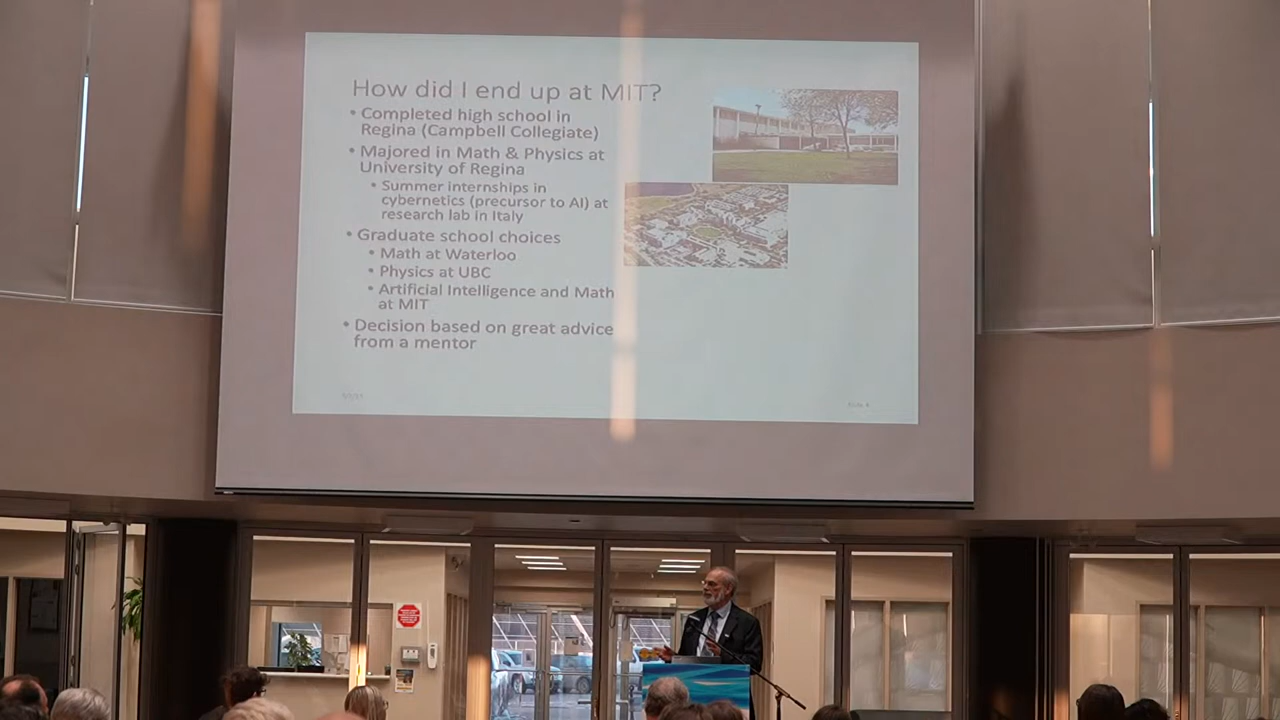 How did I end up at MIT?
• Completed high school in
Regina (Campbell Collegiate)
• Majored in Math & Physics at
University of Regina
• Summer internships in
cybernetics (precursor to AI) at
research lab in Italy
• Graduate school choices
• Math at Waterloo
• Physics at UBC
• Artificial Intelligence and Math
at MIT
• Decision based on great advice
from a mentor